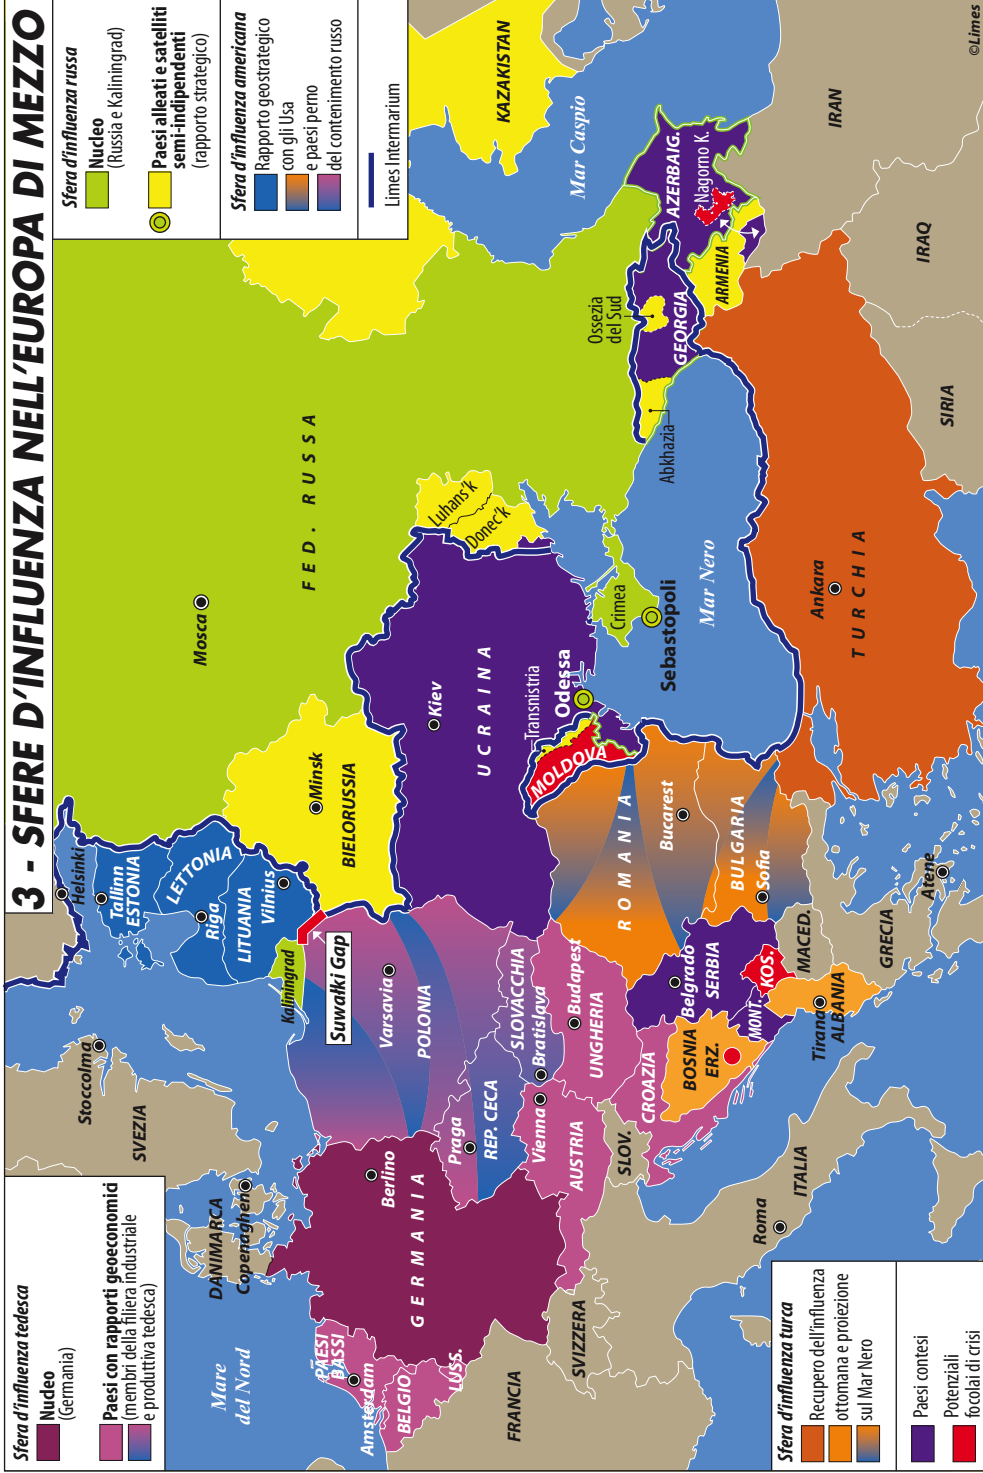 3 - SFERE D'INFLUENZA NELL'EUROPA DI MEZZO
Sfera d'influenza tedesca
Nucleo
(Germania)
Paesi con rapporti geoeconomici
(membri della filiera industriale
e produttiva tedesca)
Sfera d'influenza russa
Nucleo
(Russia e Kaliningrad)
Paesi alleati e satelliti
semi-indipendenti
(rapporto strategico)
Sfera d'influenza americana
Rapporto geostrategico
con gli Usa
e paesi perno
del contenimento russo
Limes Intermarium
Sfera d'influenza turca
Recupero dell'influenza
ottomana e proiezione
sul Mar Nero
Paesi contesi
Potenziali
focolai di crisi
Mare
del Nord
DANIMARCA
Copenaghen
SVEZIA
Stoccolma
Helsinki
Tallinn
ESTONIA
LETTONIA
Riga
LITUANIA
Vilnius
Kaliningrad
Suwalki Gap
Mosca
FED. RUSSA
Minsk
BIELORUSSIA
KAZAKISTAN
Mar Caspio
PAESI
BASSI
Amsterdam
BELGIO
LUSS.
GERMANIA
Berlino
Varsavia
POLONIA
Praga
REP. CECA
SLOVACCHIA
Bratislava
Vienna
AUSTRIA
Budapest
UNGHERIA
Kiev
UCRAINA
Luhans'k
Donec'k
Transnistria
Odessa
MOLDOVA
Crimea
Sebastopoli
Mar Nero
FRANCIA
SVIZZERA
SLOV.
CROAZIA
BOSNIA
ERZ.
Belgrado
SERBIA
MONT.
KOS.
ROMANIA
Bucarest
BULGARIA
Sofia
MACED.
Tirana
ALBANIA
GRECIA
Atene
ITALIA
Roma
Ankara
TURCHIA
Abkhazia
Ossezia
del Sud
GEORGIA
ARMENIA
AZERBAIG.
Nagorno K.
SIRIA
IRAQ
IRAN
©Limes